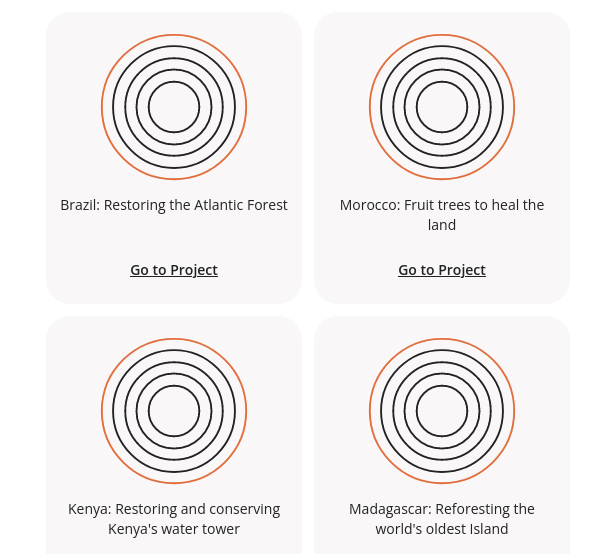 Brazil: Restoring the Atlantic Forest
Go to Project
Morocco: Fruit trees to heal the
land
Go to Project
Kenya: Restoring and conserving
Kenya's water tower
Madagascar: Reforesting the
world's oldest Island